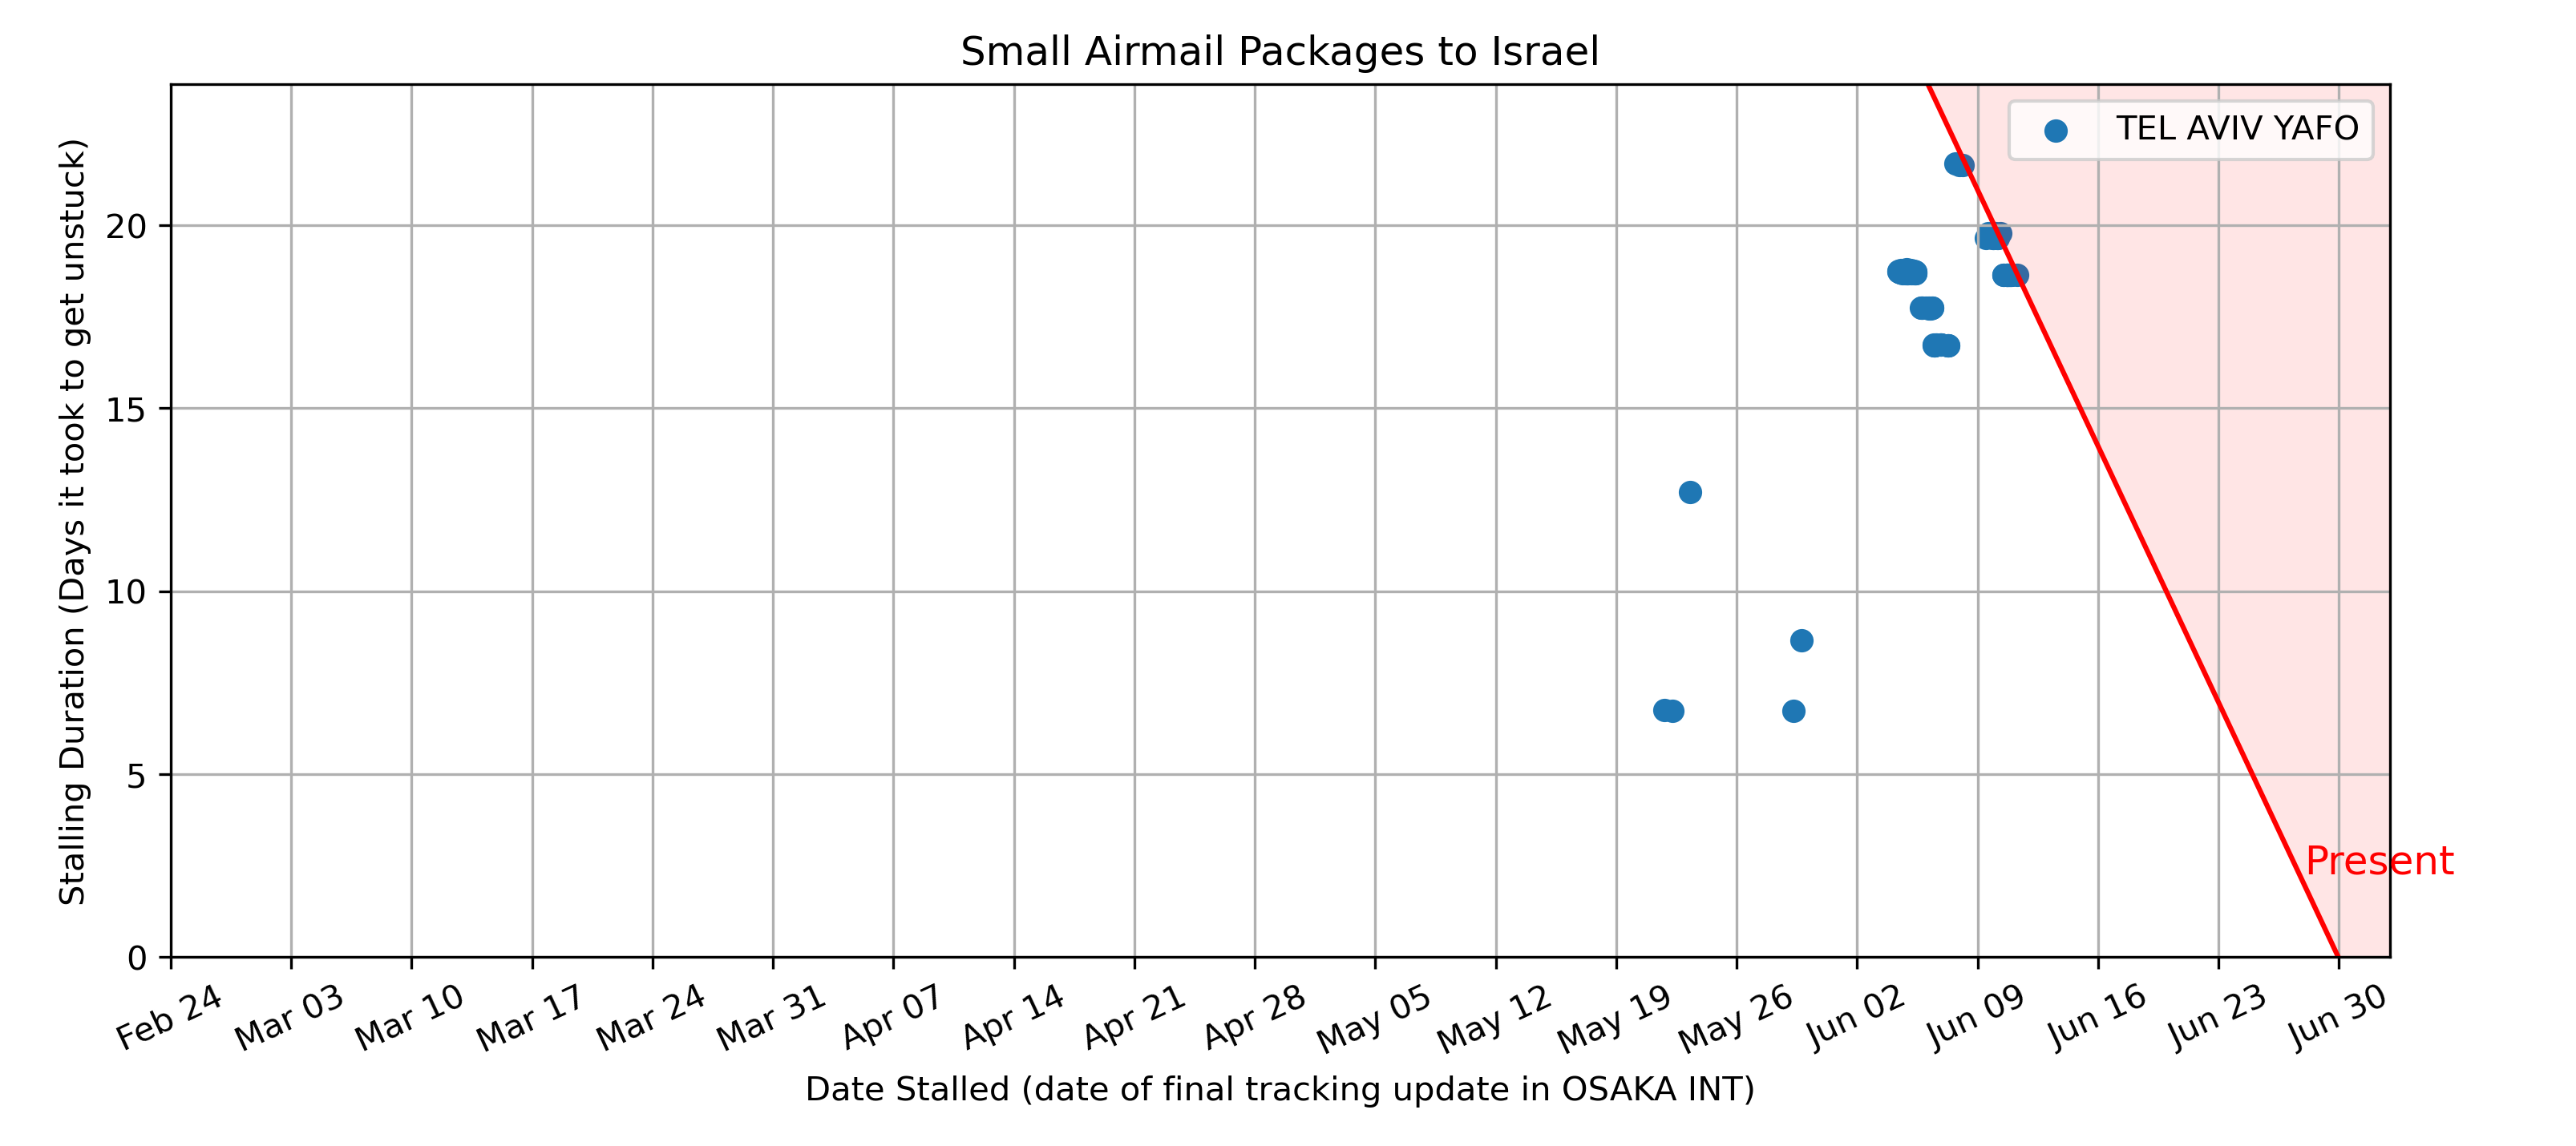 Small Airmail Packages to Israel
TEL AVIV YAFO
Stalling Duration (Days it took to get unstuck)
20
15
10
5
0
Present
Feb 24
Mar 03
Mar 10
Mar 17
Mar 24
Mar 31
Apr 07
Apr 14
Apr 21
Apr 28
May 05
May 12
May 19
May 26
Jun 02
Jun 09
Jun 16
Jun 23
Jun 30
Date Stalled (date of final tracking update in OSAKA INT)